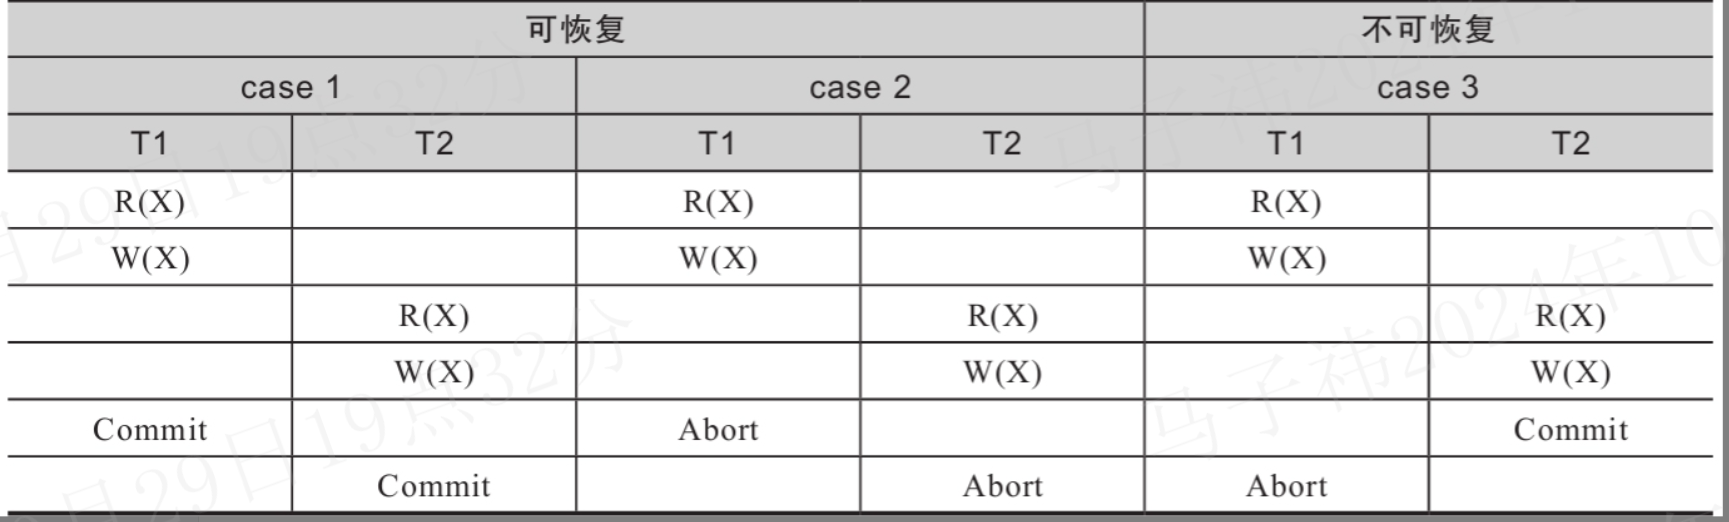 可恢复 不可恢复
case 1 case 2 case 3
T1 T2 T1 T2 T1 T2
R(X) R(X) R(X)
W(X) W(X) W(X)
R(X) R(X) R(X)
W(X) W(X) W(X)
Commit Abort Commit
Commit Abort Abort
马子祎2024年10
月29日19点32分